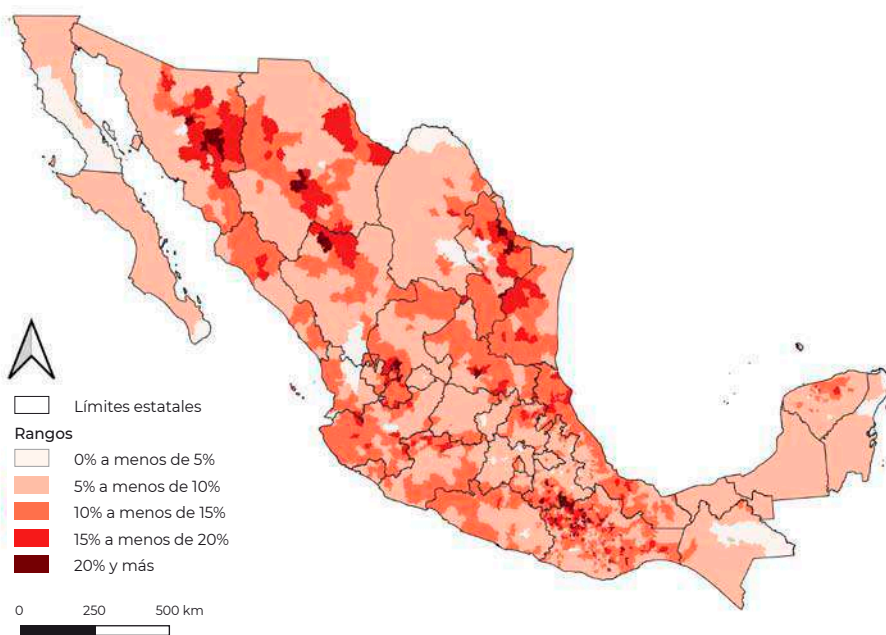 Límites estatales
Rangos
0% a menos de 5%
5% a menos de 10%
10% a menos de 15%
15% a menos de 20%
20% y más
0 250 500 km